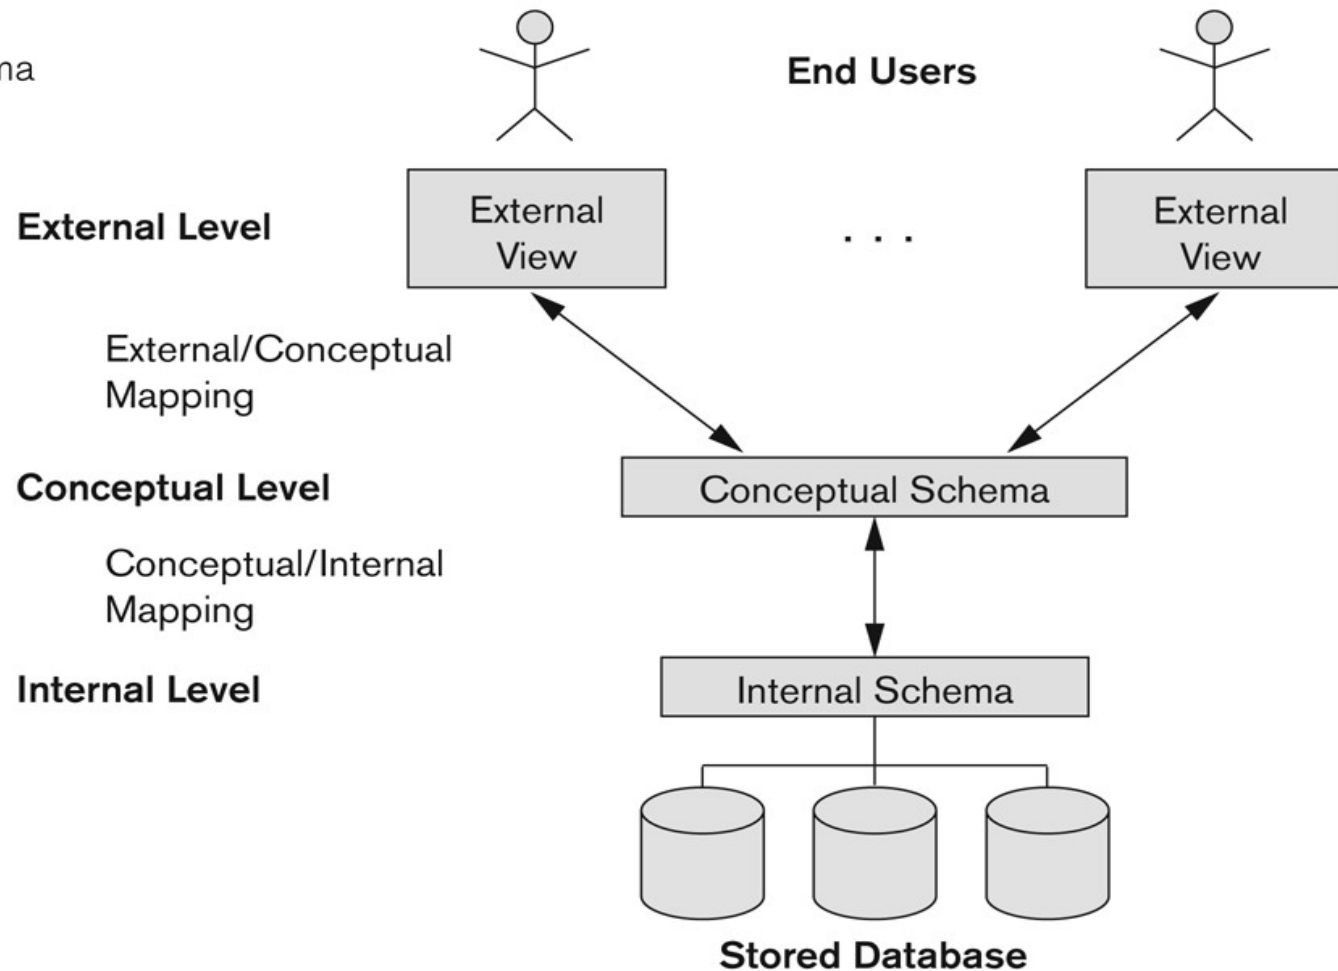 End Users
External
View
. . .
External
View
External Level
External/Conceptual
Mapping
Conceptual Level
Conceptual Schema
Conceptual/Internal
Mapping
Internal Level
Internal Schema
Stored Database